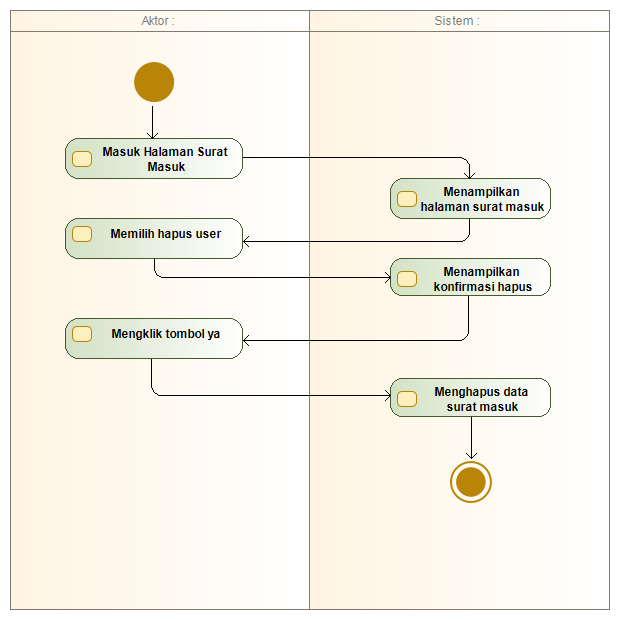 Aktor :
Sistem :
Masuk Halaman Surat
Masuk
Menampilkan
halaman surat masuk
Memilih hapus user
Menampilkan
konfirmasi hapus
Mengklik tombol ya
Menghapus data
surat masuk